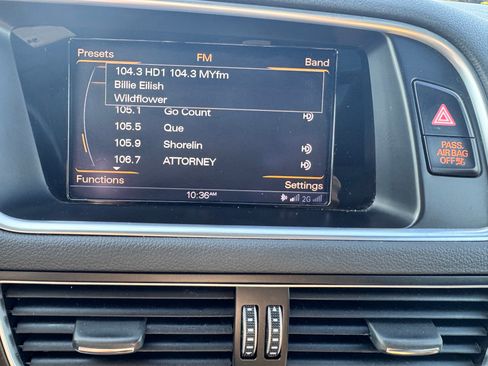 Presets FM Band
104.3 HD1 104.3 MYfm
Billie Eilish
Wildflower
105.1 Go Count
105.5 Que
105.9 Shorelin
106.7 ATTORNEY
Functions Settings
10:36AM 2G
PASS.
AIR BAG
OFF